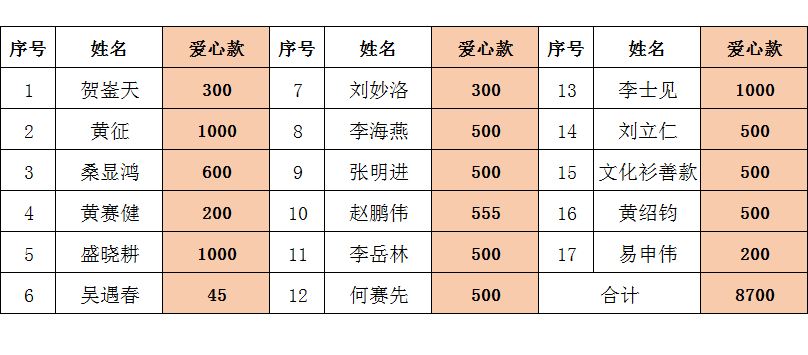 序号 姓名 爱心款 序号 姓名 爱心款 序号 姓名 爱心款
1 贺崟天 300 7 刘妙洛 300 13 李士见 1000
2 黄征 1000 8 李海燕 500 14 刘立仁 500
3 桑显鸿 600 9 张明进 500 15 文化衫善款 500
4 黄赛健 200 10 赵鹏伟 555 16 黄绍钧 500
5 盛晓耕 1000 11 李岳林 500 17 易申伟 200
6 吴遇春 45 12 何赛先 500 合计 8700